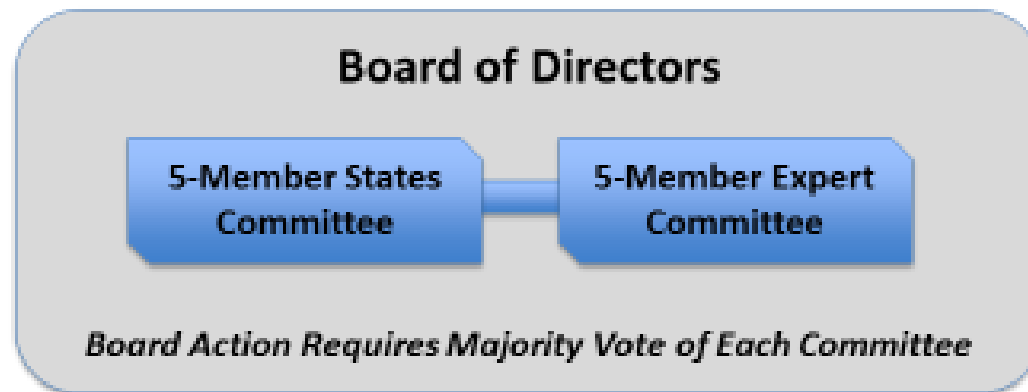 Board of Directors
5-Member States
Committee
5-Member Expert
Committee
Board Action Requires Majority Vote of Each Committee